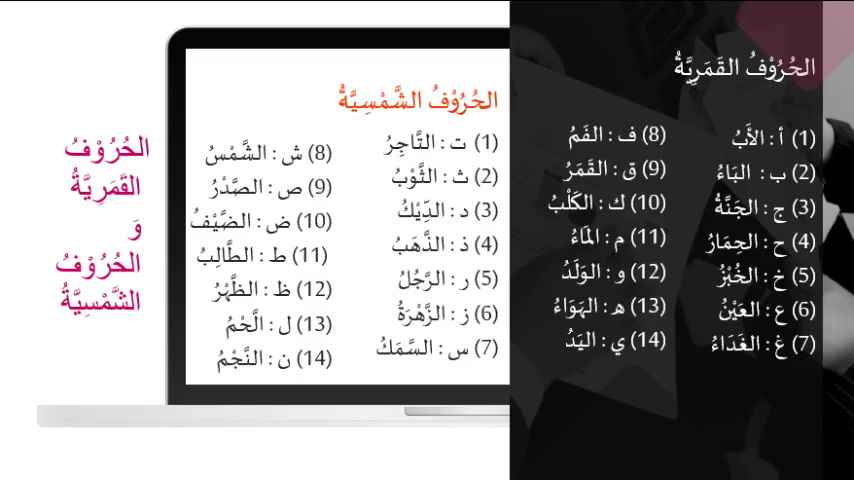 الحُرُوْفُ القَمَرِيَّةُ
(1) أ : الأَبُ
(2) ب : البَاءُ
(3) ج : الجَنَّةُ
(4) ح : الحِمَارُ
(5) خ : الخُبْزُ
(6) ع : العَيْنُ
(7) غ : الغَدَاءُ
(8) ف : الفَمُ
(9) ق : القَمَرُ
(10) ك : الكَلْبُ
(11) م : المَاءُ
(12) و : الوَلَدُ
(13) ه : الهَوَاءُ
(14) ي : اليَدُ
الحُرُوْفُ الشَّمْسِيَّةُ
(1) ت : التَّاجِرُ
(2) ث : الثَّوْبُ
(3) د : الدِّيْكُ
(4) ذ : الذَّهَبُ
(5) ر : الرَّجُلُ
(6) ز : الزَّهْرَةُ
(7) س : السَّمَكُ
(8) ش : الشَّمْسُ
(9) ص : الصَّدْرُ
(10) ض : الضَّيْفُ
(11) ط : الطَّالِبُ
(12) ظ : الظَّهْرُ
(13) ل : الَّحْمُ
(14) ن : النَّجْمُ
الحُرُوْفُ
القَمَرِيَّةُ
وَ
الحُرُوْفُ
الشَّمْسِيَّةُ